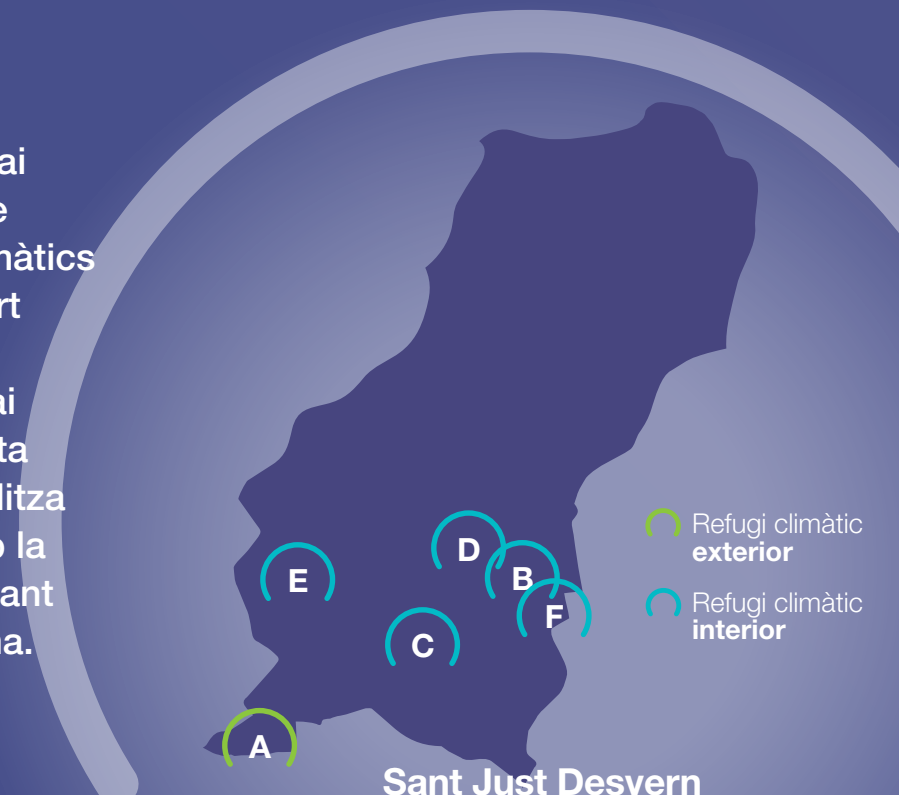 ai
e
màtics
rt
ai
ta
litza
o la
ant
na.
D
B
E
F
C
A
Refugi climàtic
exterior
Refugi climàtic
interior
Sant Just Desvern